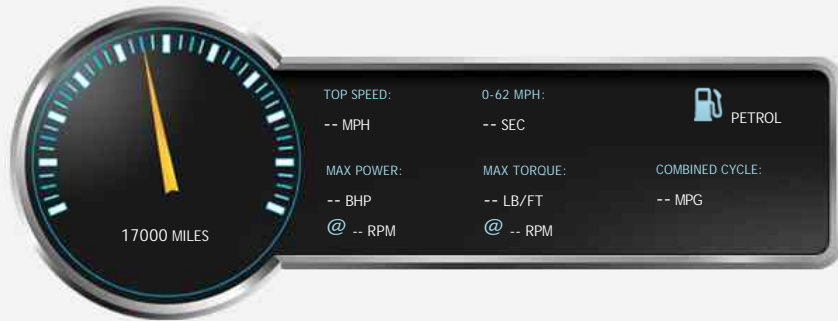 TOP SPEED:
-- MPH
0-62 MPH:
-- SEC
PETROL
MAX POWER:
-- BHP
@ -- RPM
MAX TORQUE:
-- LB/FT
@ -- RPM
COMBINED CYCLE:
-- MPG
17000 MILES